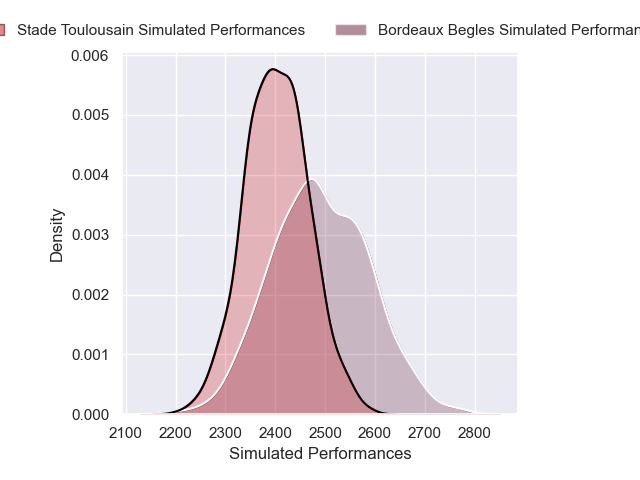 Stade Toulousain Simulated Performances Bordeaux Begles Simulated
0.006
0.005
0.004
0.003
0.002
0.001
0.000
Density
2100 2200 2300 2400 2500 2600 2700 2800
Simulated Performances